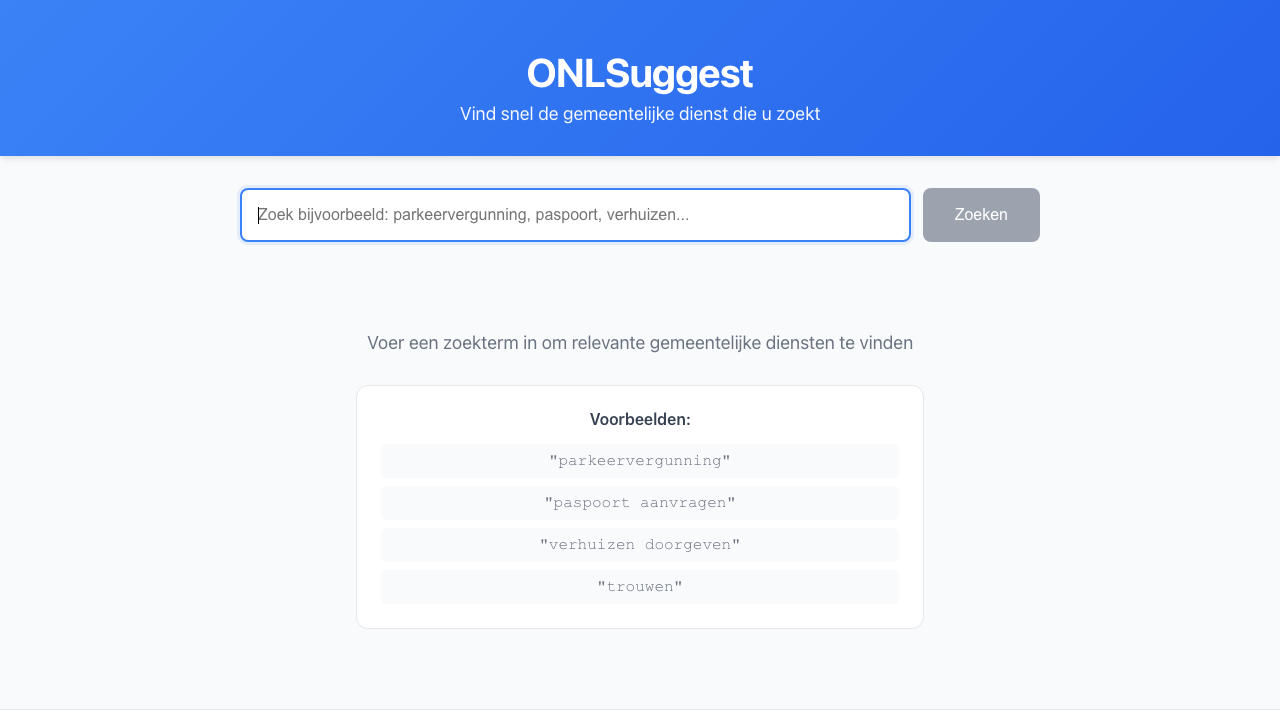 ONLSuggest
Vind snel de gemeentelijke dienst die u zoekt
Zoek bijvoorbeeld: parkeervergunning, paspoort, verhuizen...
Zoeken
Voer een zoekterm in om relevante gemeentelijke diensten te vinden
Voorbeelden:
"parkeervergunning"
"paspoort aanvragen"
"verhuizen doorgeven"
"trouwen"